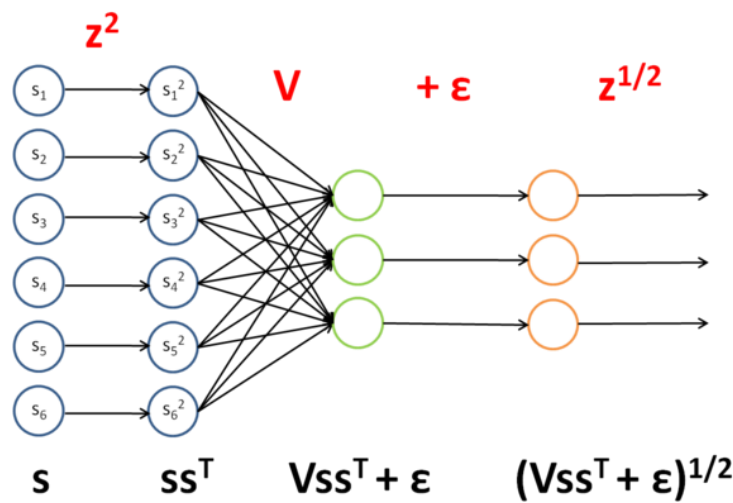 z²
V
+ ε
z^1/2
s₁
s₁²
s₂
s₂²
s₃
s₃²
s₄
s₄²
s₅
s₅²
s₆
s₆²
s
ssᵀ
Vssᵀ + ε
(Vssᵀ + ε)^1/2